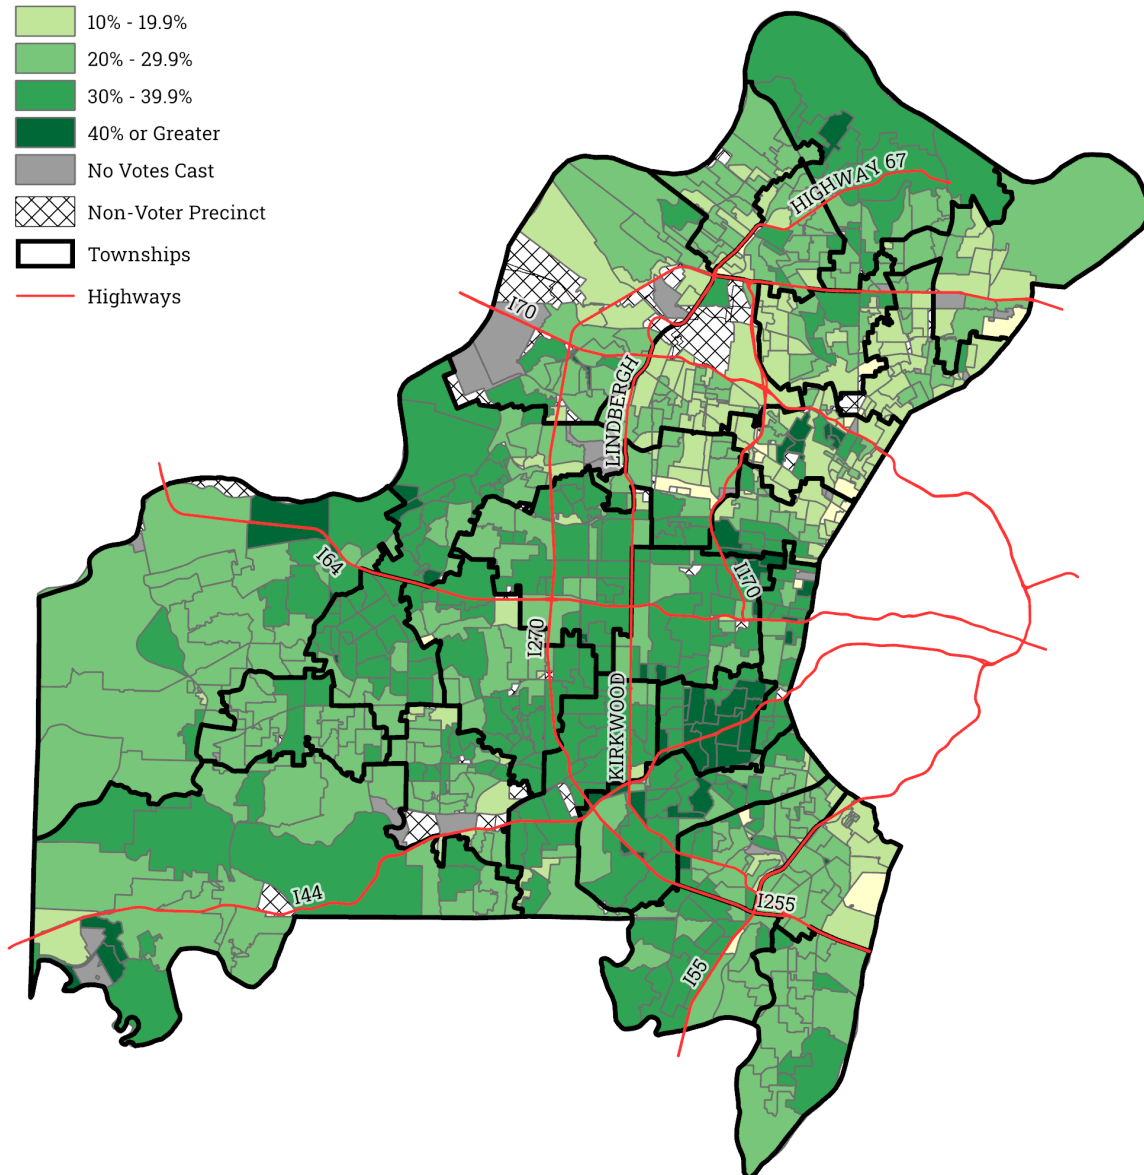 10% - 19.9%
20% - 29.9%
30% - 39.9%
40% or Greater
No Votes Cast
Non-Voter Precinct
Townships
Highways
HIGHWAY 67
I70
LINDBERGH
I64
I170
I270
KIRKWOOD
I44
I255
I55